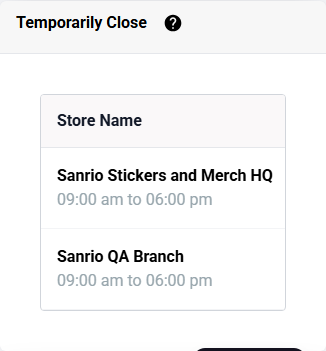 Temporarily Close ?
Store Name
Sanrio Stickers and Merch HQ
09:00 am to 06:00 pm
Sanrio QA Branch
09:00 am to 06:00 pm